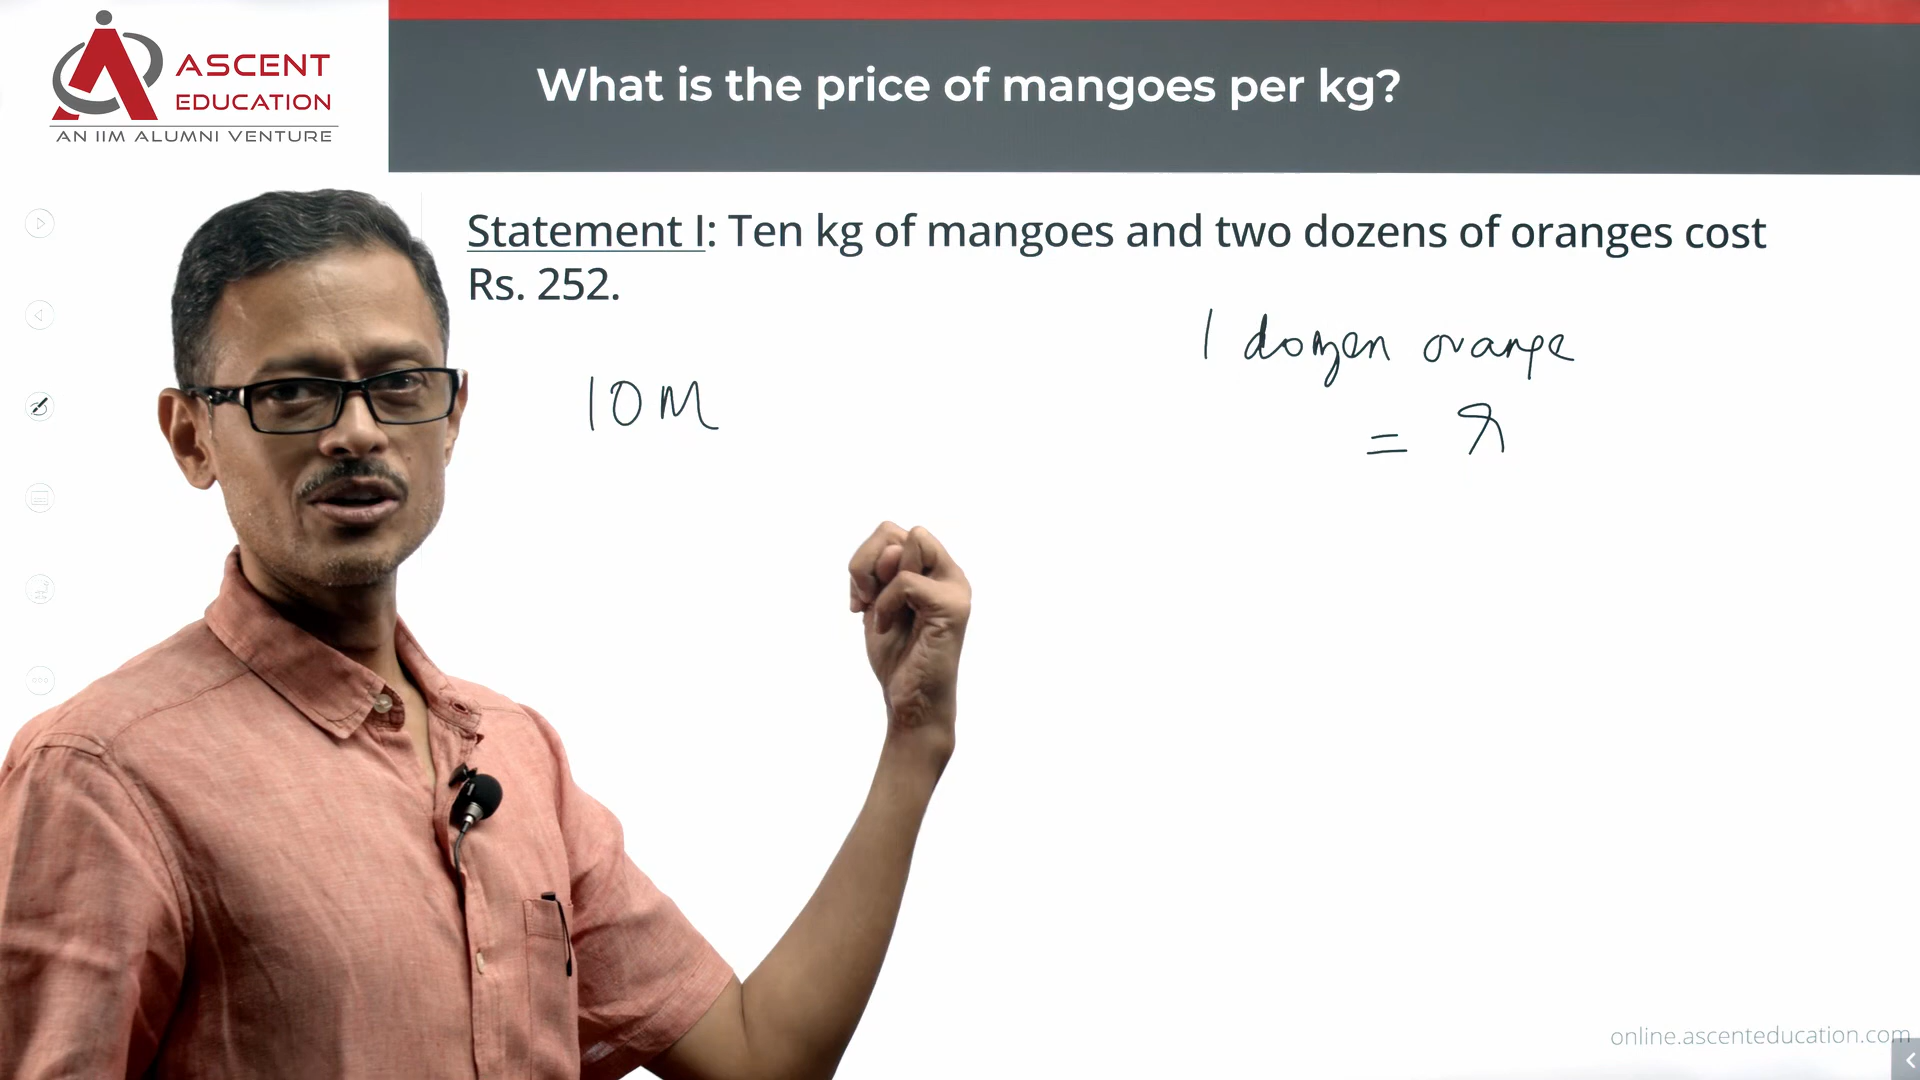 ASCENT
EDUCATION
AN IIM ALUMNI VENTURE
What is the price of mangoes per kg?
Statement I: Ten kg of mangoes and two dozens of oranges cost
Rs. 252.
1 dozen orange
10 M
=
online.ascenteducation.com